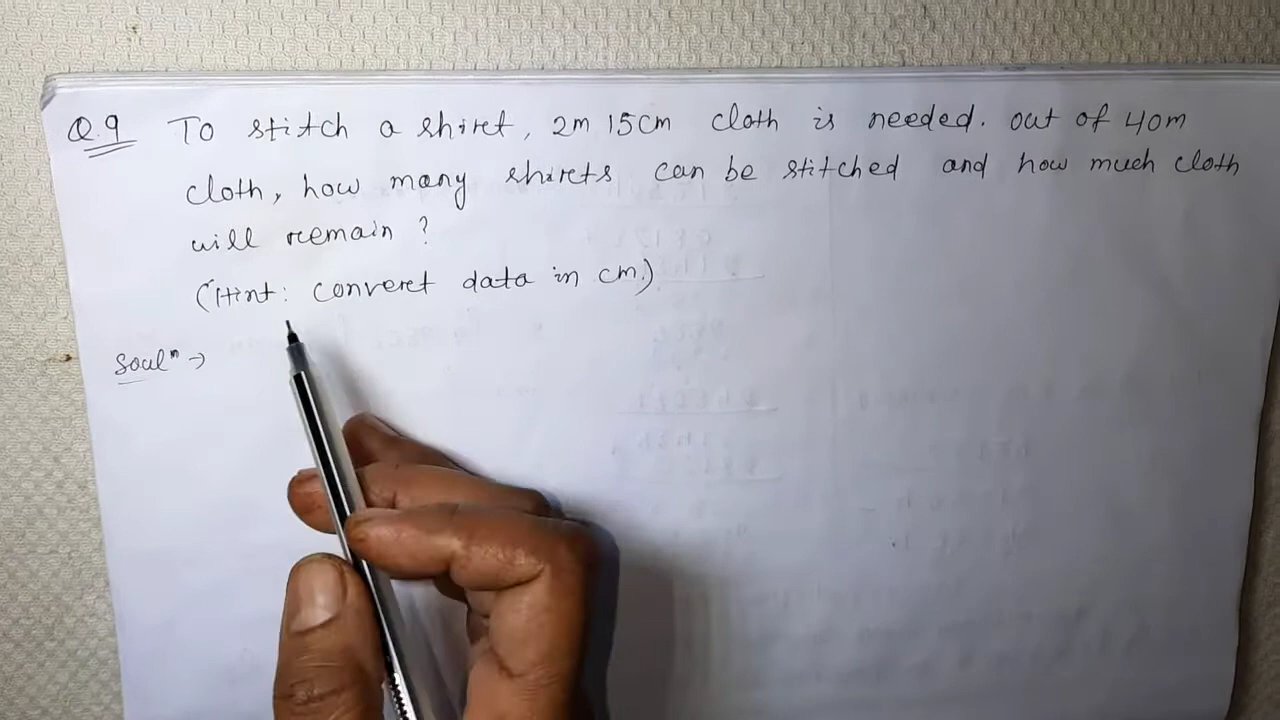 Q.9 To stitch a shirt, 2m 15cm cloth is needed. out of 40m
cloth, how many shirts can be stitched and how much cloth
will remain ?
(Hint: convert data in cm.)
Soulⁿ →